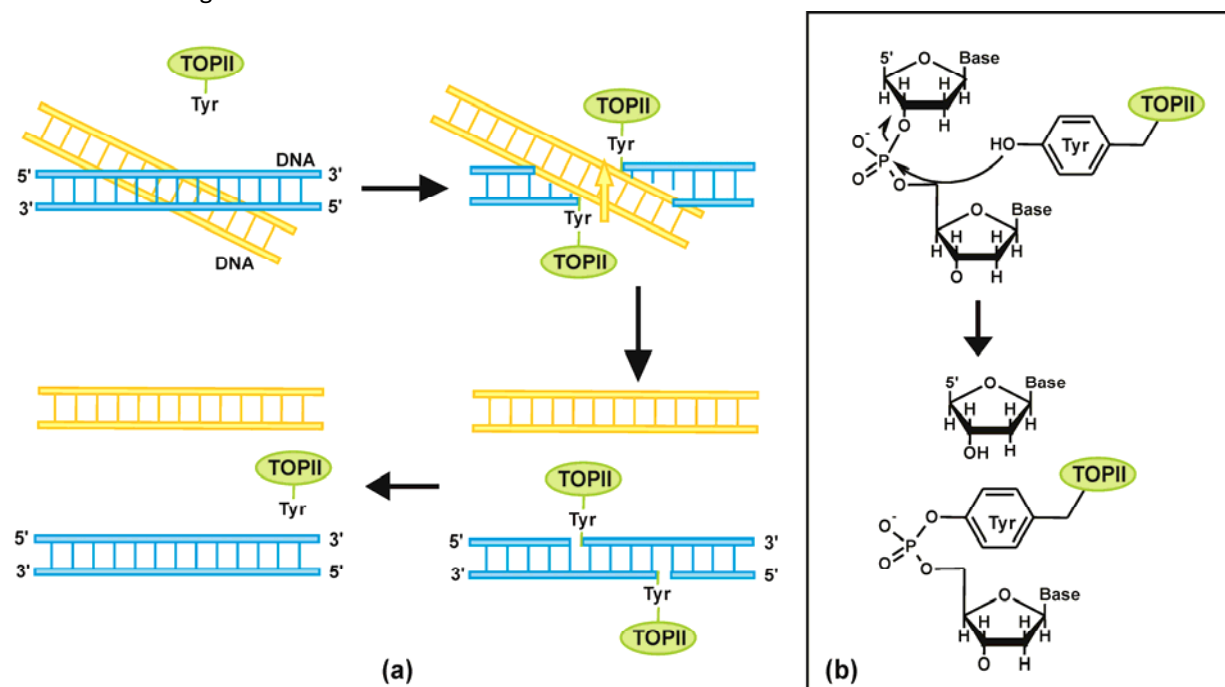 TOPII
Tyr
DNA
5' 3'
3' 5'
DNA
TOPII
Tyr
Tyr
TOPII
TOPII
Tyr
5' 3'
3' 5'
TOPII
Tyr
5' 3'
3' 5'
Tyr
TOPII
(a)
5' O Base
H H
H
O
O-
P
O
O
HO Tyr
TOPII
O Base
H H
H H
O
5' O Base
H H
H H
OH
TOPII
O- O Tyr
P
O
O
O Base
H H
H H
O
(b)